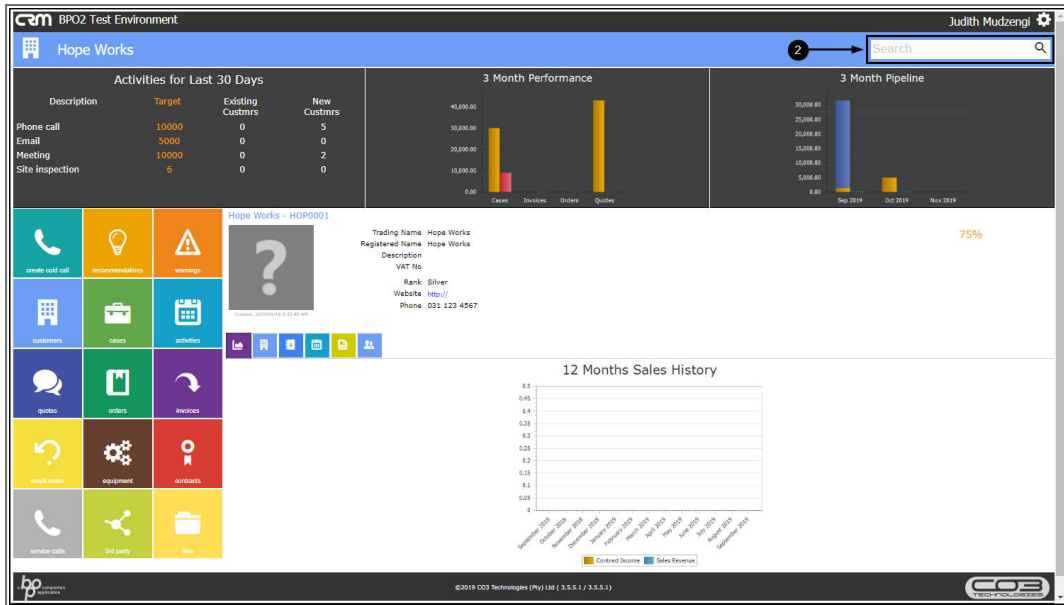 CRM BPO2 Test Environment
Judith Mudzengi
Hope Works
2
Search
Activities for Last 30 Days
Description Target Existing Custmrs New Custmrs
Phone call 10000 0 5
Email 5000 0 0
Meeting 10000 0 2
Site inspection 6 0 0
3 Month Performance
40,000.00
30,000.00
20,000.00
10,000.00
0.00
Cases Invoices Orders Quotes
3 Month Pipeline
30,000.00
25,000.00
20,000.00
15,000.00
10,000.00
5,000.00
0.00
Sep 2019 Oct 2019 Nov 2019
create cold call recommendations warnings
customers cases activities
quotes orders invoices
credit notes equipment contracts
service calls 3rd party files
Hope Works - HOP0001
?
Trading Name Hope Works
Registered Name Hope Works
Description
VAT No
Rank Silver
Website http://
Phone 031 123 4567
75%
12 Months Sales History
0.5
0.45
0.4
0.35
0.3
0.25
0.2
0.15
0.1
0.05
0
September 2018 October 2018 November 2018 December 2018 January 2019 February 2019 March 2019 April 2019 May 2019 June 2019 July 2019 August 2019 September 2019
Contract Income Sales Revenue
bp companion application
©2019 CO3 Technologies (Pty) Ltd ( 3.5.5.1 / 3.5.5.1)
CO3 TECHNOLOGIES